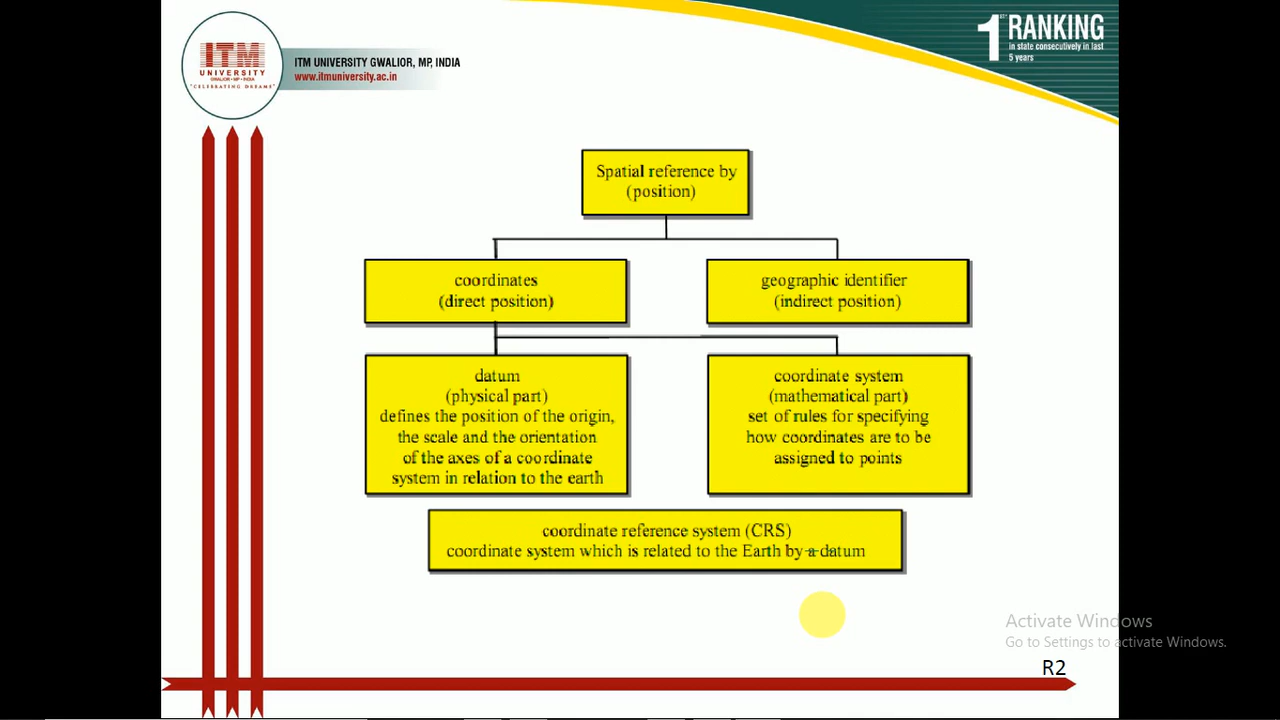 ITM
UNIVERSITY
GWALIOR • MP • INDIA
"CELEBRATING DREAMS"
ITM UNIVERSITY GWALIOR, MP, INDIA
www.itmuniversity.ac.in
1st RANKING
in state consecutively in last
5 years
Spatial reference by
(position)
coordinates
(direct position)
geographic identifier
(indirect position)
datum
(physical part)
defines the position of the origin,
the scale and the orientation
of the axes of a coordinate
system in relation to the earth
coordinate system
(mathematical part)
set of rules for specifying
how coordinates are to be
assigned to points
coordinate reference system (CRS)
coordinate system which is related to the Earth by a datum
Activate Windows
Go to Settings to activate Windows.
R2